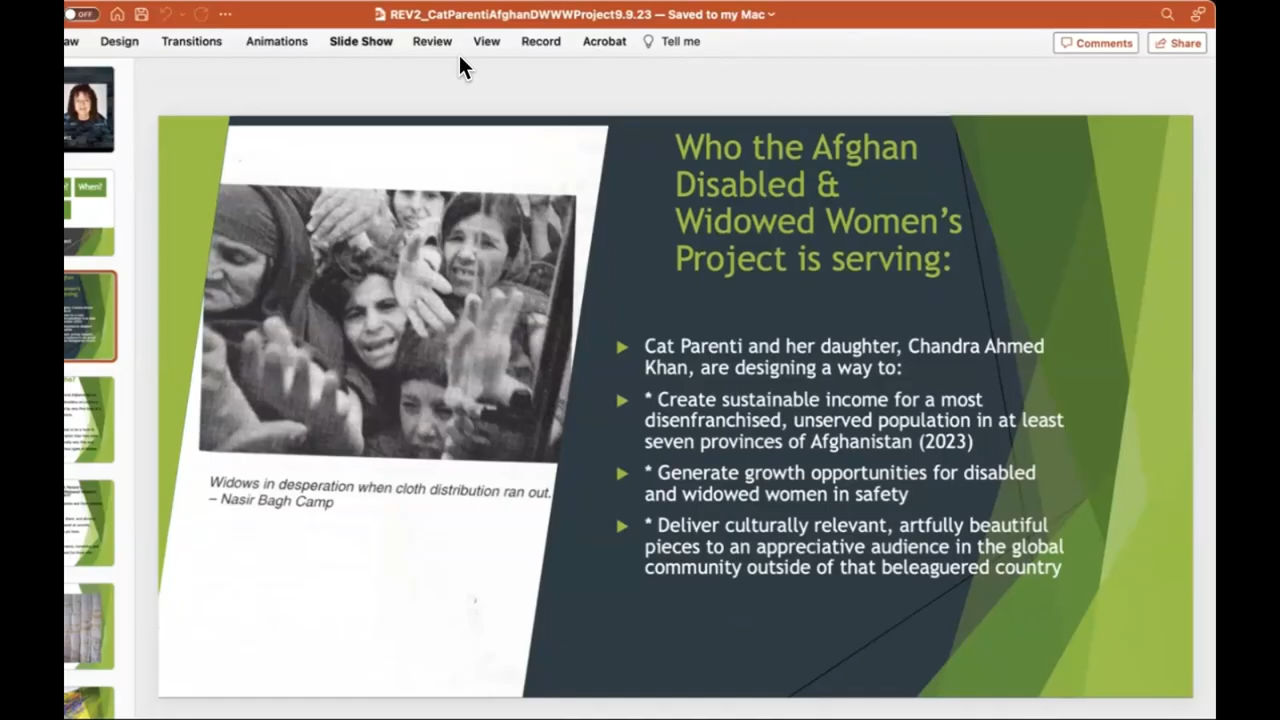 OFF
REV2_CatParentiAfghanDWWWProject9.9.23 — Saved to my Mac
aw Design Transitions Animations Slide Show Review View Record Acrobat Tell me Comments Share
When?
Who the Afghan
Disabled &
Widowed Women's
Project is serving:
Widows in desperation when cloth distribution ran out.
– Nasir Bagh Camp
Cat Parenti and her daughter, Chandra Ahmed
Khan, are designing a way to:
* Create sustainable income for a most
disenfranchised, unserved population in at least
seven provinces of Afghanistan (2023)
* Generate growth opportunities for disabled
and widowed women in safety
* Deliver culturally relevant, artfully beautiful
pieces to an appreciative audience in the global
community outside of that beleaguered country